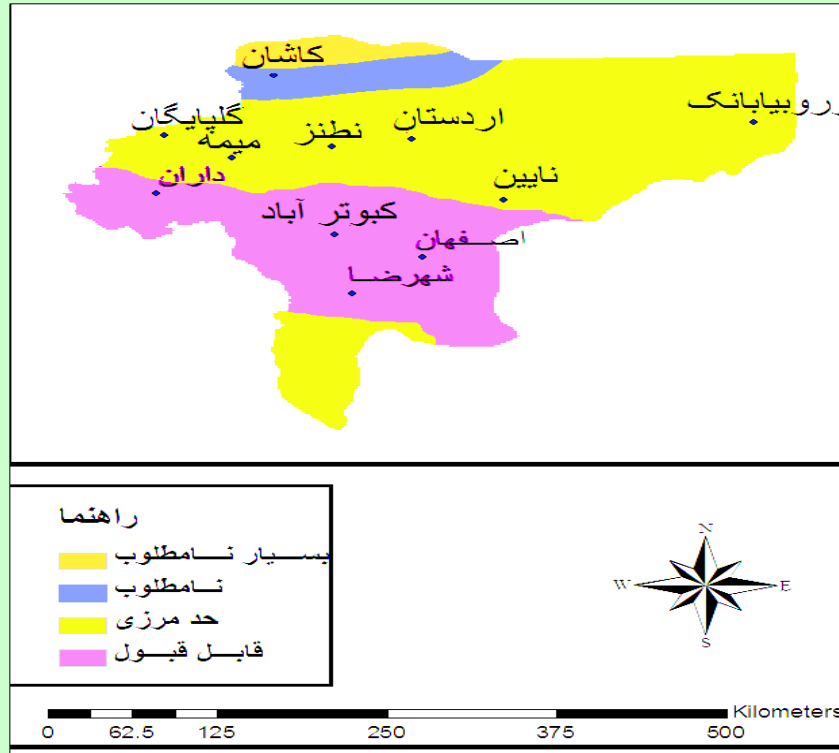 کاشان
رروبیابانک
گلپایگان
اردستان
نطنز
میمه
داران
نایین
کبوتر آباد
اصفهان
شهرضا
راهنما
بسیار نامطلوب
نامطلوب
حد مرزی
قابل قبول
N
W E
S
Kilometers
0 62.5 125 250 375 500